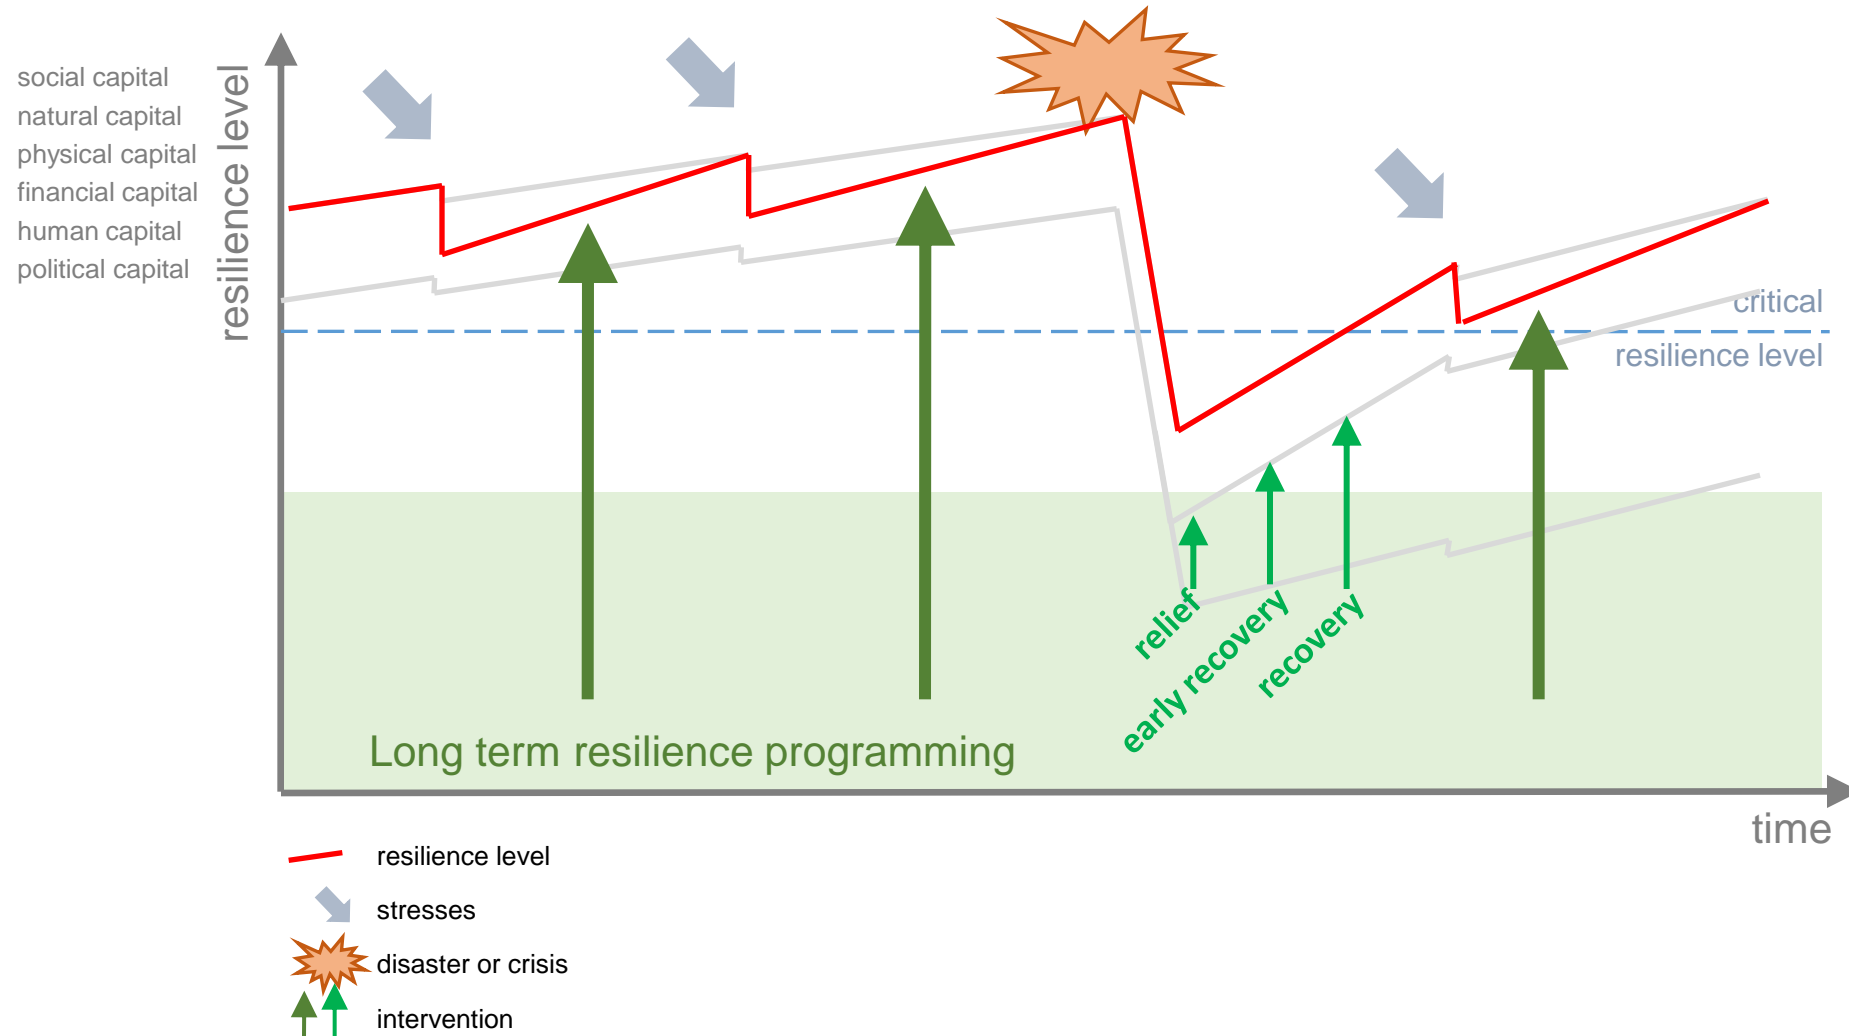 social capital
natural capital
physical capital
financial capital
human capital
political capital
resilience level
critical
resilience level
relief
early recovery
recovery
Long term resilience programming
time
resilience level
stresses
disaster or crisis
intervention